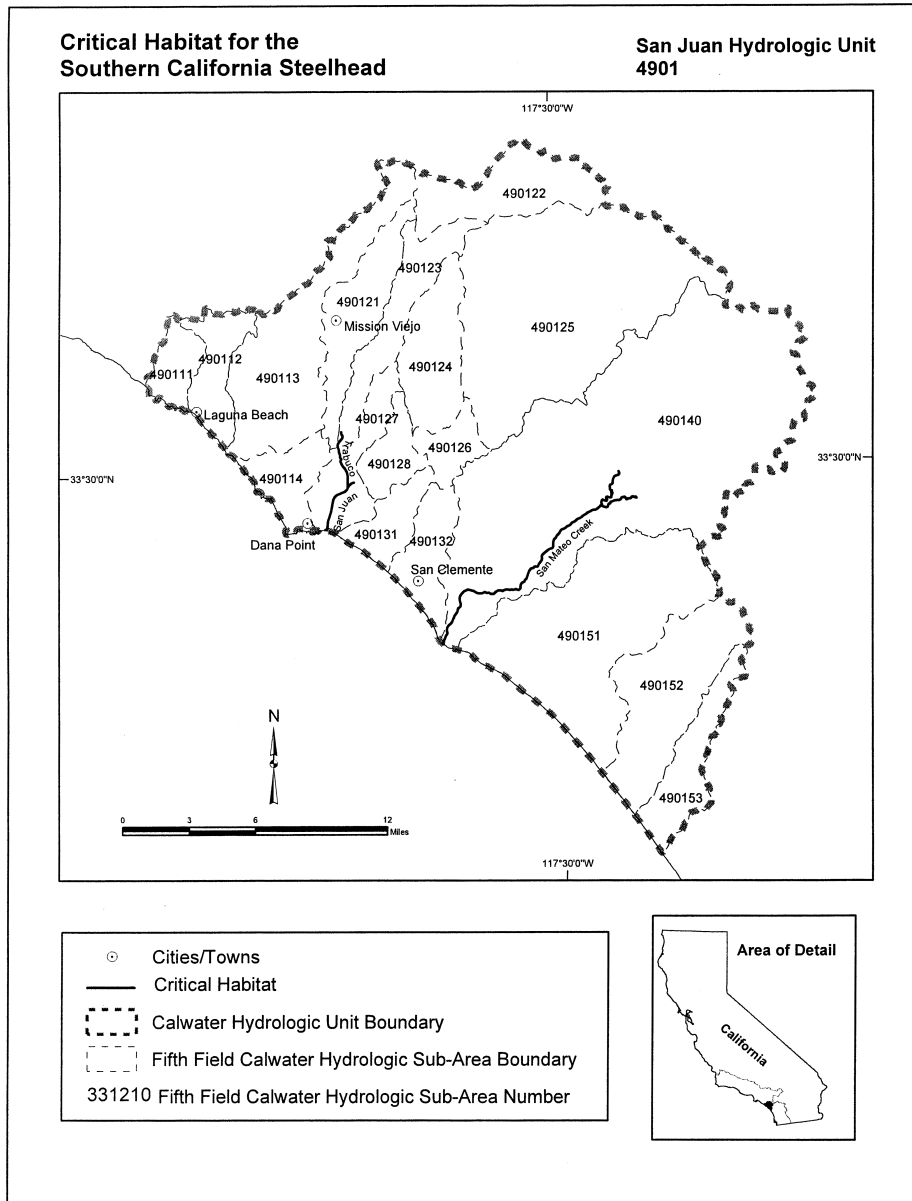 Critical Habitat for the
Southern California Steelhead
San Juan Hydrologic Unit
4901
117°30'0"W
490122
490123
490121
Mission Viejo
490125
490112
490124
490111
490113
Laguna Beach
490127
490140
490126
Trabuco
33°30'0"N
490128
490114
33°30'0"N
San Juan
490131
490132
Dana Point
San Mateo Creek
San Clemente
490151
490152
N
490153
0 3 6 12
Miles
117°30'0"W
Cities/Towns
Critical Habitat
Calwater Hydrologic Unit Boundary
Fifth Field Calwater Hydrologic Sub-Area Boundary
331210 Fifth Field Calwater Hydrologic Sub-Area Number
Area of Detail
California